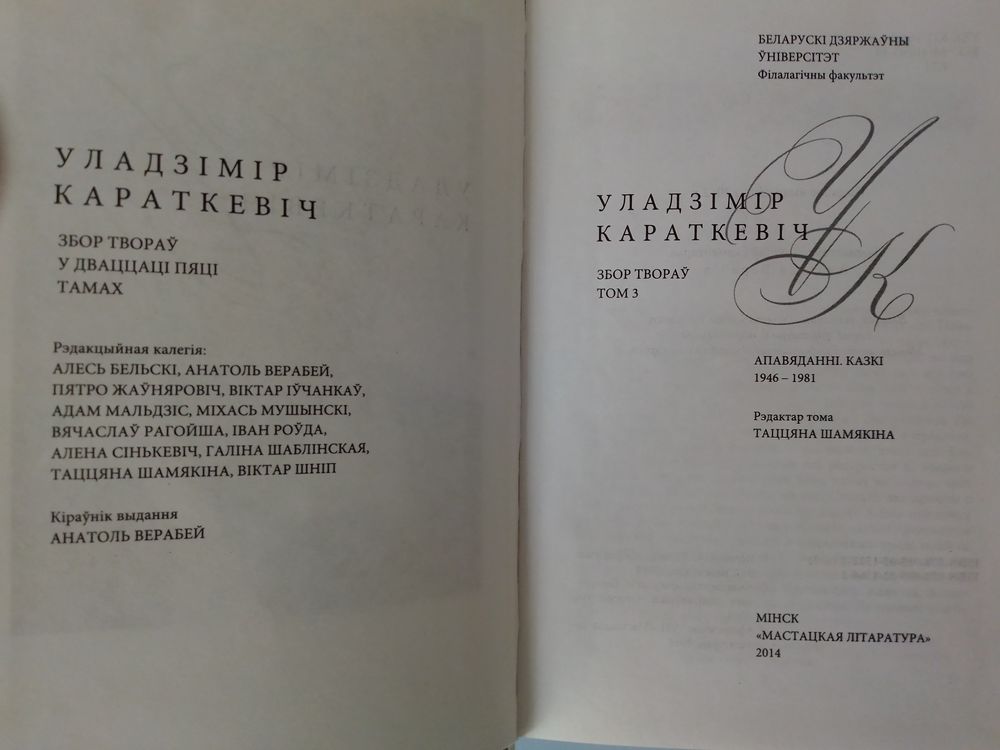 УЛАДЗІМІР
КАРАТКЕВІЧ
ЗБОР ТВОРАЎ
У ДВАЦЦАЦІ ПЯЦІ
ТАМАХ
Рэдакцыйная калегія:
АЛЕСЬ БЕЛЬСКІ, АНАТОЛЬ ВЕРАБЕЙ,
ПЯТРО ЖАЎНЯРОВІЧ, ВІКТАР ІЎЧАНКАЎ,
АДАМ МАЛЬДЗІС, МІХАСЬ МУШЫНСКІ,
ВЯЧАСЛАЎ РАГОЙША, ІВАН РОЎДА,
АЛЕНА СІНЬКЕВІЧ, ГАЛІНА ШАБЛІНСКАЯ,
ТАЦЦЯНА ШАМЯКІНА, ВІКТАР ШНІП
Кіраўнік выдання
АНАТОЛЬ ВЕРАБЕЙ
БЕЛАРУСКІ ДЗЯРЖАЎНЫ
ЎНІВЕРСІТЭТ
Філалагічны факультэт
УК
УЛАДЗІМІР
КАРАТКЕВІЧ
ЗБОР ТВОРАЎ
ТОМ 3
АПАВЯДАННІ. КАЗКІ
1946 – 1981
Рэдактар тома
ТАЦЦЯНА ШАМЯКІНА
МІНСК
«МАСТАЦКАЯ ЛІТАРАТУРА»
2014